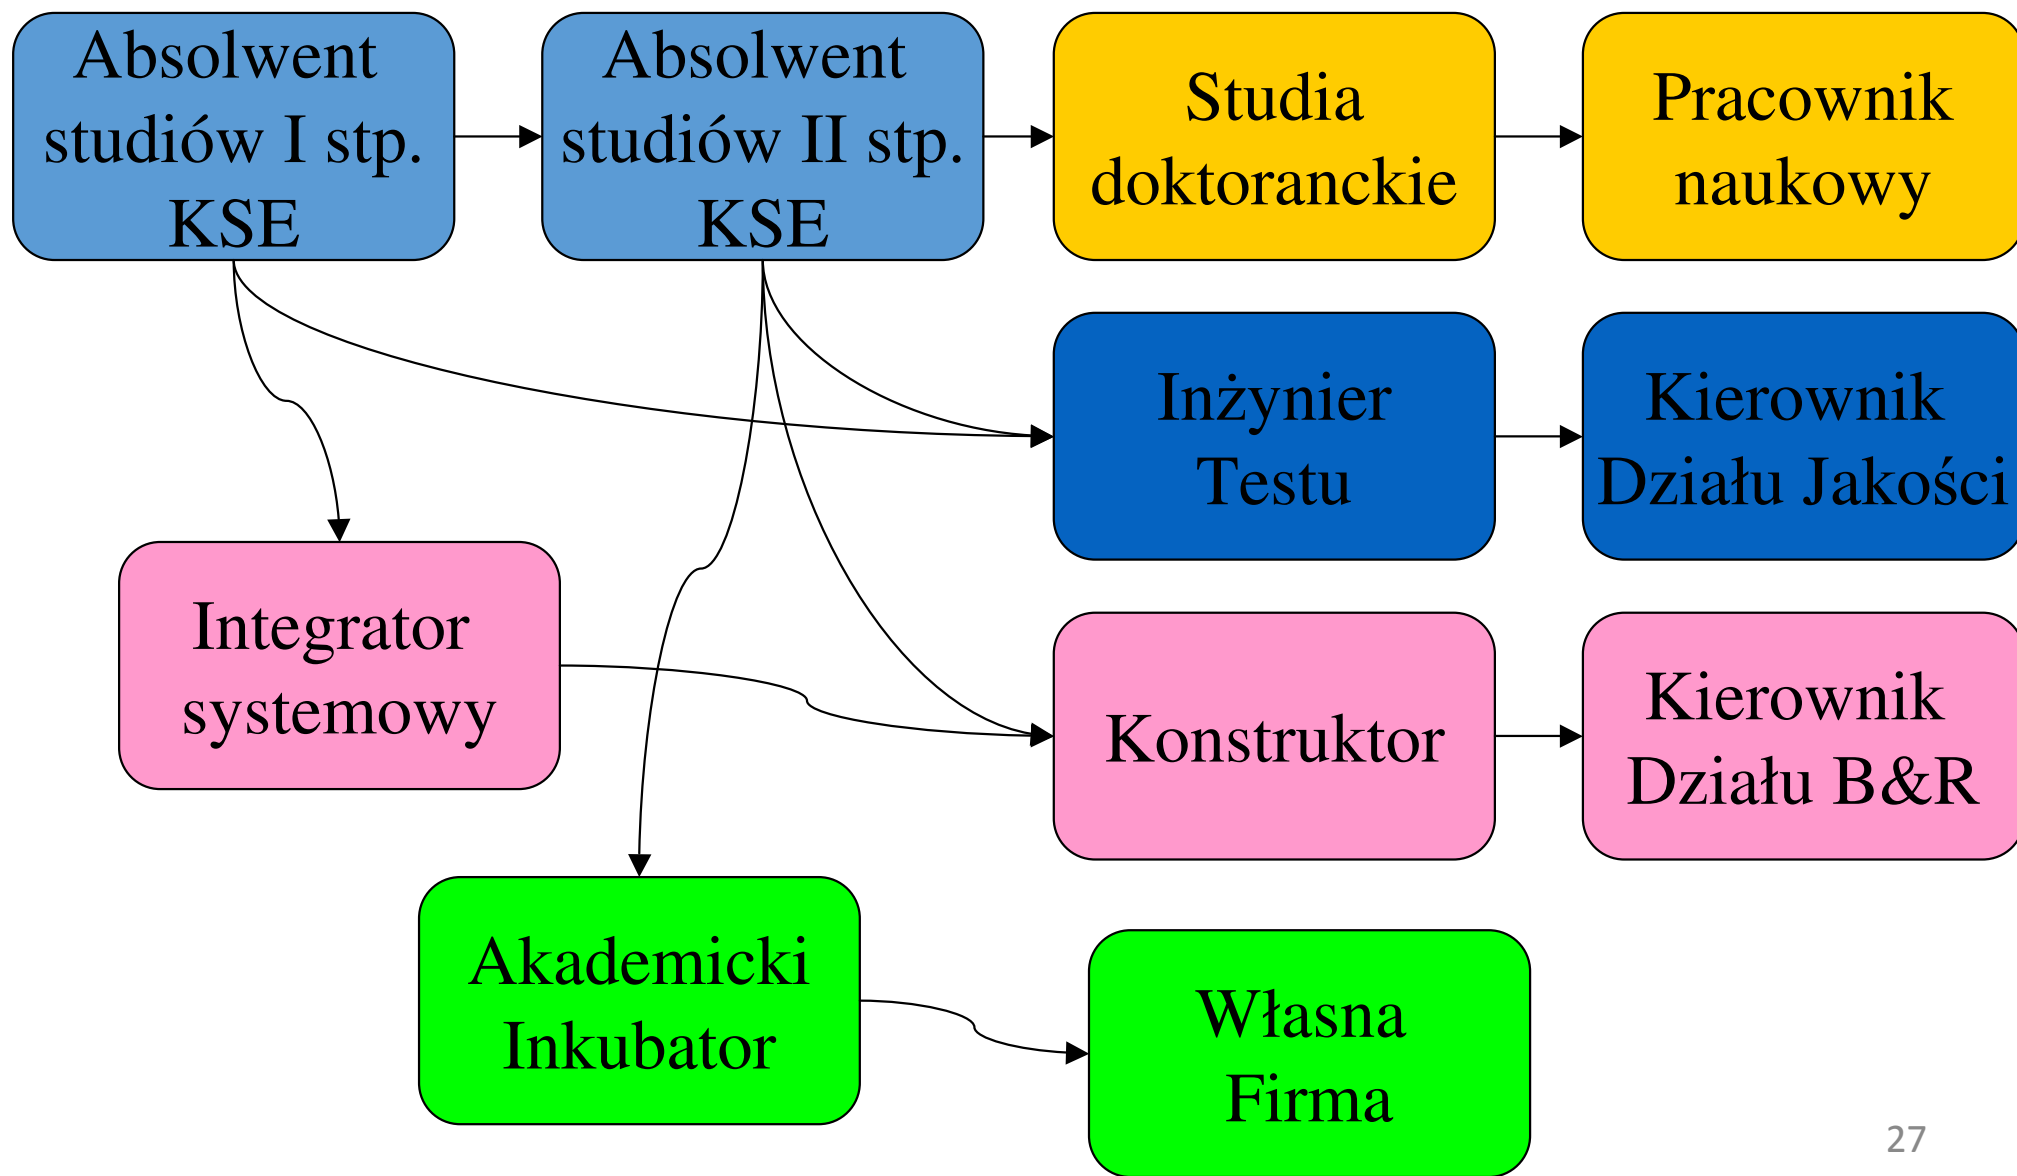 Absolwent
studiów I stp.
KSE
Absolwent
studiów II stp.
KSE
Studia
doktoranckie
Pracownik
naukowy
Inżynier
Testu
Kierownik
Działu Jakości
Integrator
systemowy
Konstruktor
Kierownik
Działu B&R
Akademicki
Inkubator
Własna
Firma
27